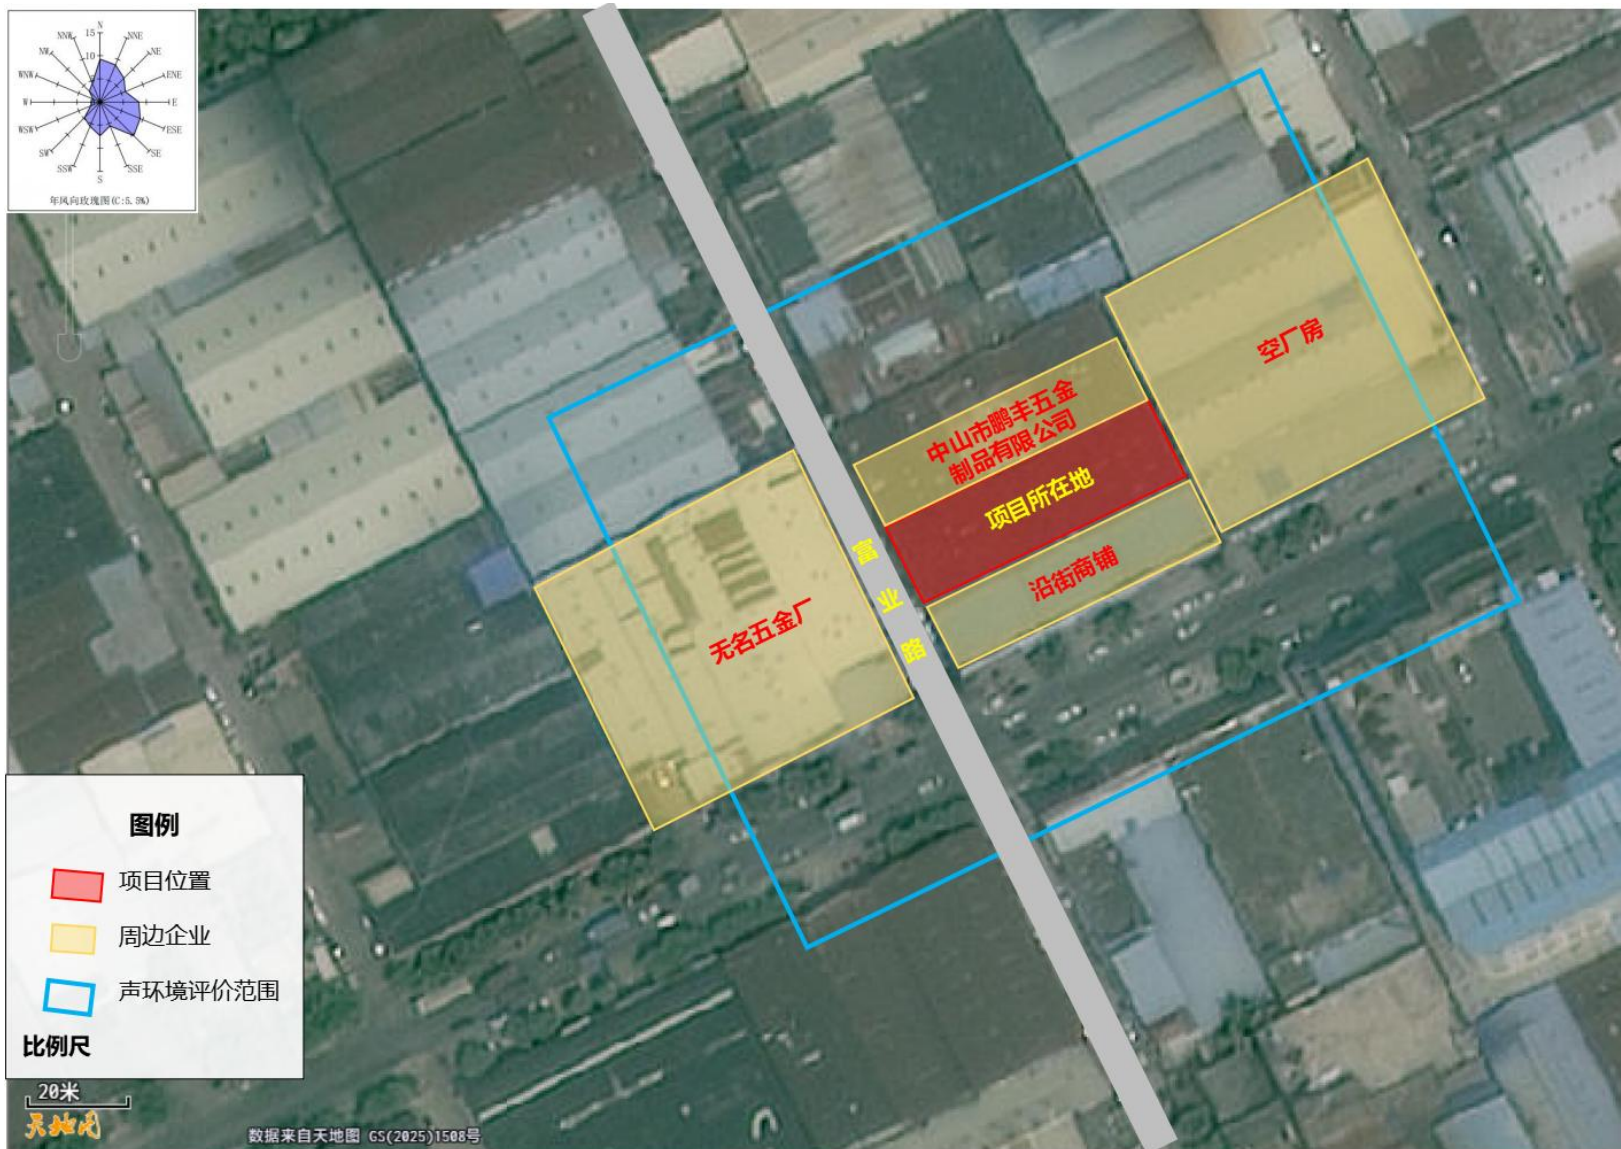 N
NNE
NE
ENE
E
ESE
SE
SSE
S
SSW
SW
WSW
W
WNW
NW
NNW
15
10
年风向玫瑰图(C:5.5%)
空厂房
中山市鹏丰五金
制品有限公司
项目所在地
沿街商铺
富业路
无名五金厂
图例
项目位置
周边企业
声环境评价范围
比例尺
20米
天地图
数据来自天地图 GS(2025)1508号